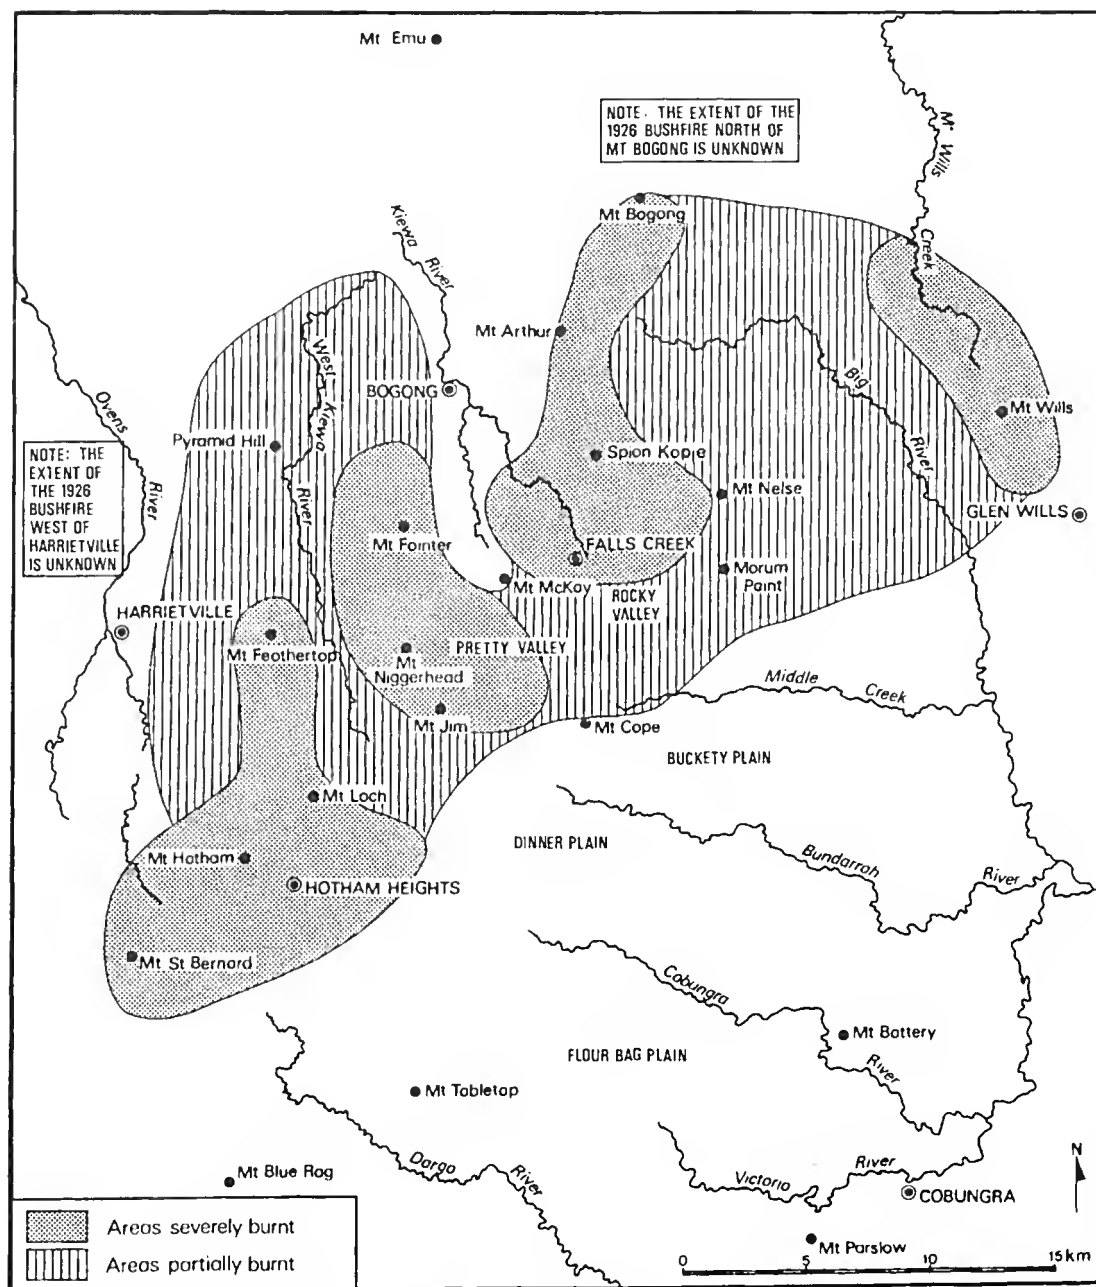 Mt Emu
NOTE: THE EXTENT OF THE
1926 BUSHFIRE NORTH OF
MT BOGONG IS UNKNOWN
Mt Wills
Creek
Mt Bogong
Kiewa
River
Mt Arthur
West
Kiewa
River
BOGONG
Big
River
Ovens
River
Mt Wills
Pyramid Hill
Spion Kopje
NOTE: THE
EXTENT OF
THE 1926
BUSHFIRE
WEST OF
HARRIETVILLE
IS UNKNOWN
Mt Nelse
GLEN WILLS
Mt Fointer
FALLS CREEK
Mt McKay
Morum
Paint
ROCKY
VALLEY
HARRIETVILLE
Mt Feathertop
PRETTY VALLEY
Mt
Niggerhead
Middle
Creek
Mt Jim
Mt Cope
BUCKETY PLAIN
Mt Loch
DINNER PLAIN
Mt Hotham
Bundarrah
River
HOTHAM HEIGHTS
Mt St Bernard
Cobungra
River
Mt Battery
FLOUR BAG PLAIN
Mt Tabletop
Dargo
River
Victoria
River
N
Mt Blue Rag
COBUNGRA
Areas severely burnt
Areas partially burnt
Mt Parslow
0 5 10 15 km